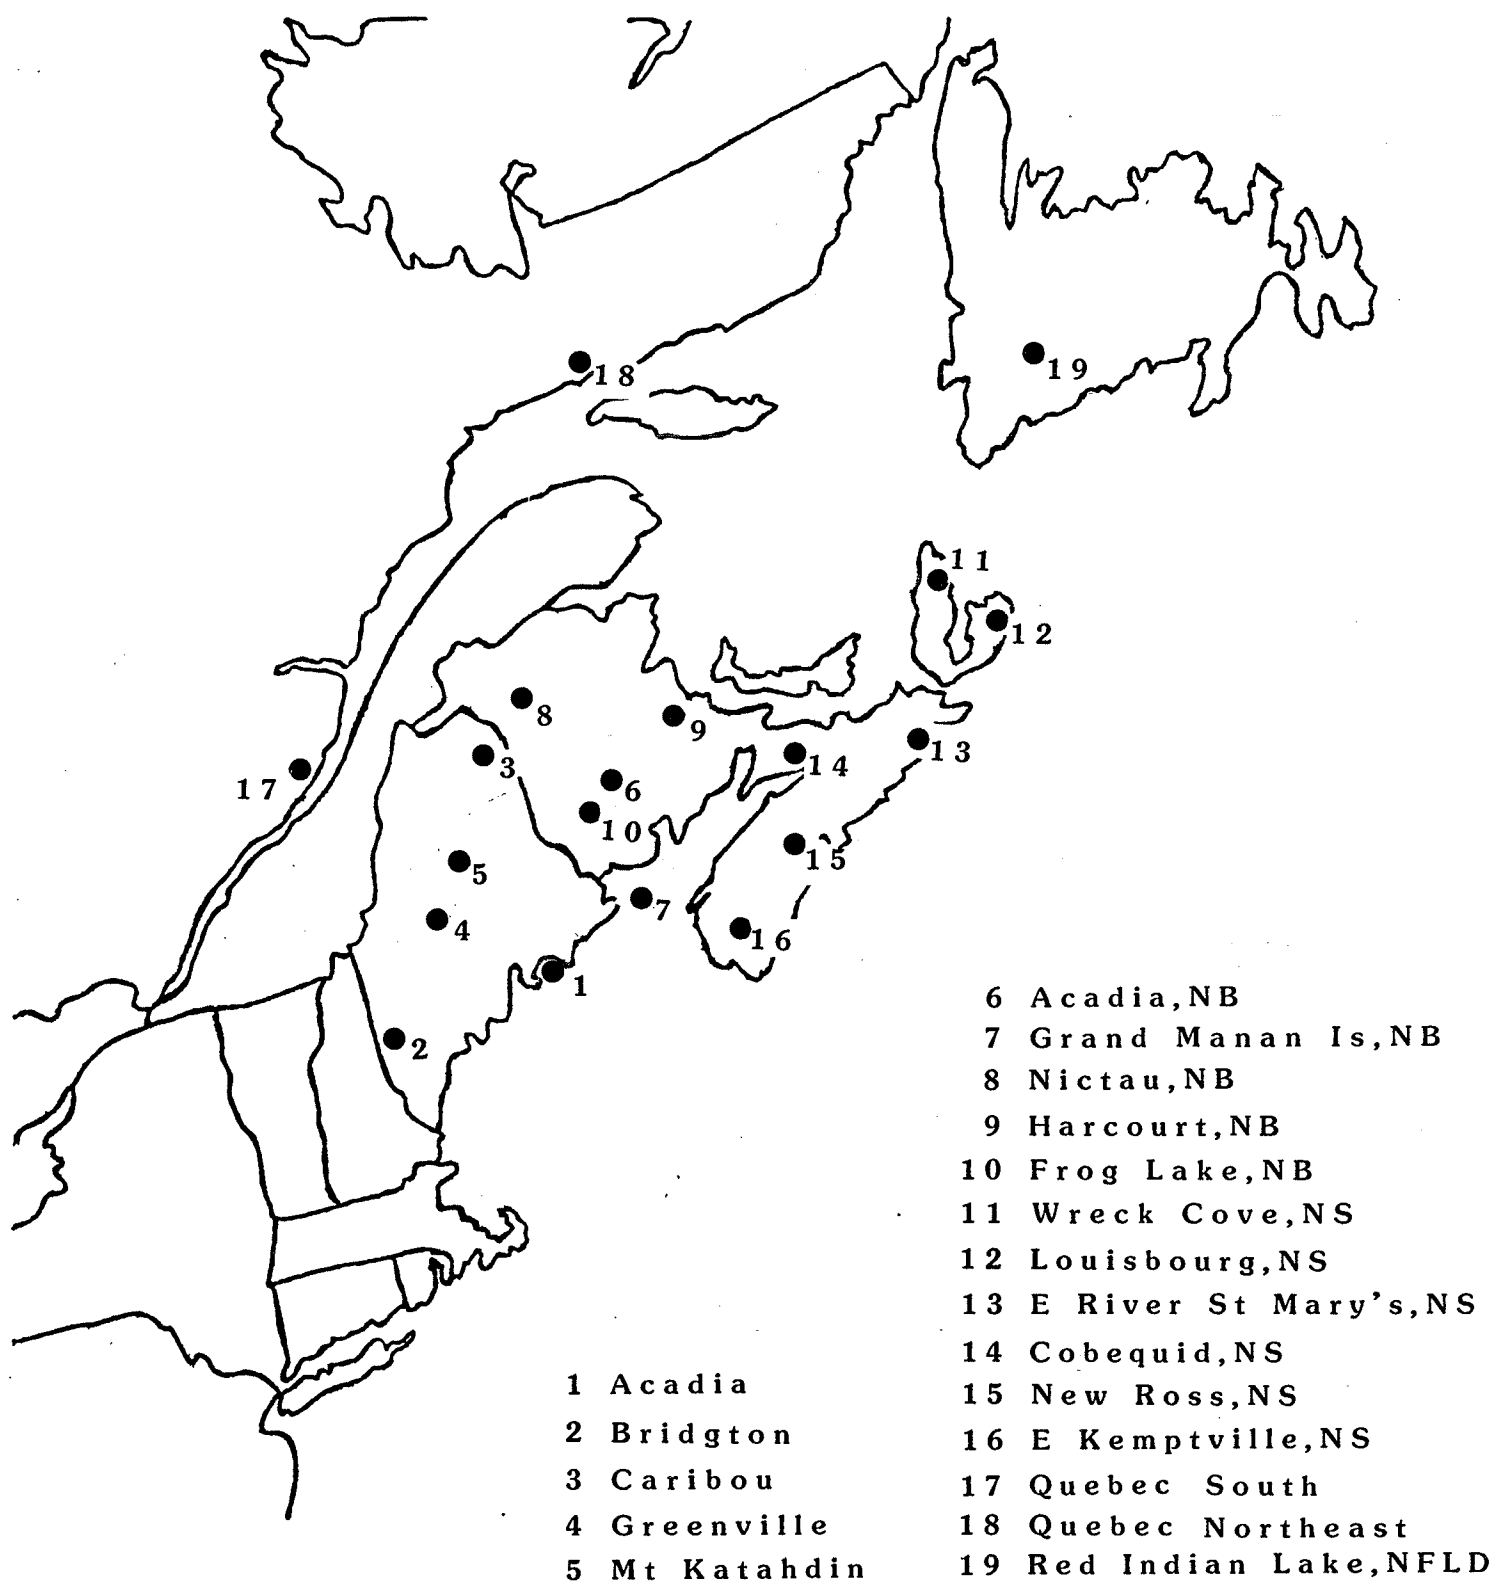 18
19
11
12
8
9
3
14
13
17
6
10
5
15
7
4
16
1
2
6 Acadia,NB
7 Grand Manan Is,NB
8 Nictau,NB
9 Harcourt,NB
10 Frog Lake,NB
11 Wreck Cove,NS
12 Louisbourg,NS
13 E River St Mary's,NS
14 Cobequid,NS
15 New Ross,NS
16 E Kemptville,NS
17 Quebec South
18 Quebec Northeast
19 Red Indian Lake,NFLD
1 Acadia
2 Bridgton
3 Caribou
4 Greenville
5 Mt Katahdin